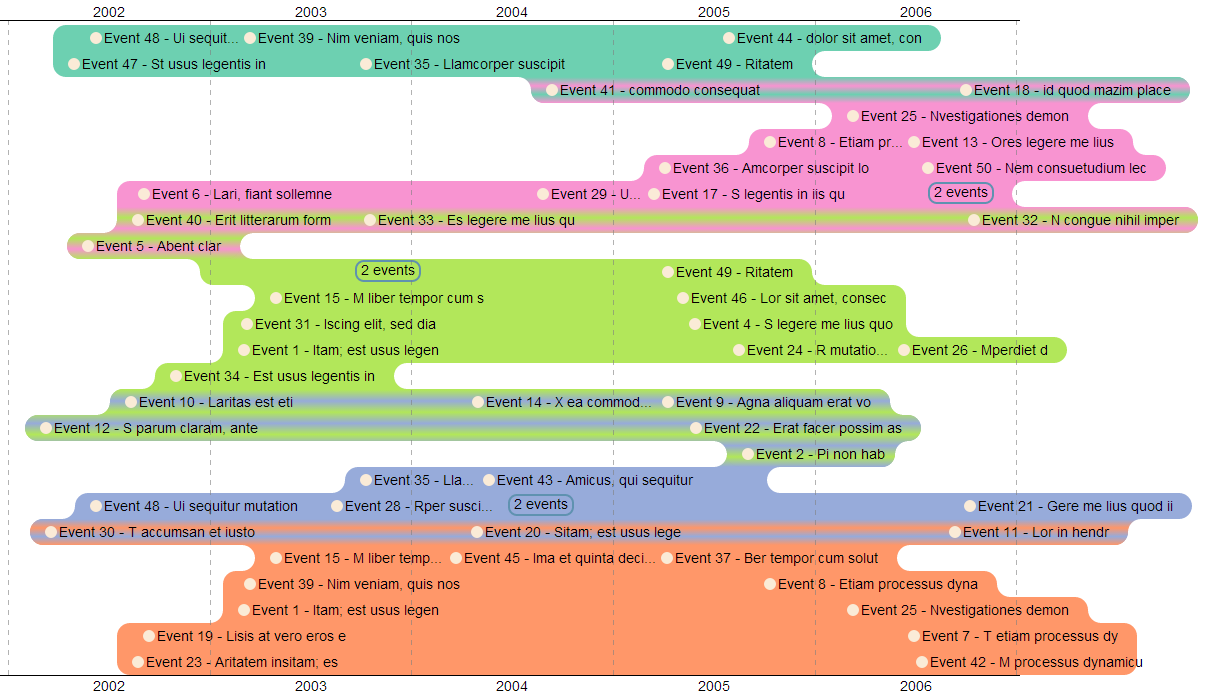 2002 2003 2004 2005 2006
Event 48 - Ui sequit... Event 39 - Nim veniam, quis nos Event 44 - dolor sit amet, con
Event 47 - St usus legentis in Event 35 - Llamcorper suscipit Event 49 - Ritatem
Event 41 - commodo consequat Event 18 - id quod mazim place
Event 25 - Nvestigationes demon
Event 8 - Etiam pr... Event 13 - Ores legere me lius
Event 36 - Amcorper suscipit lo Event 50 - Nem consuetudium lec
Event 6 - Lari, fiant sollemne Event 29 - U... Event 17 - S legentis in iis qu 2 events
Event 40 - Erit litterarum form Event 33 - Es legere me lius qu Event 32 - N congue nihil imper
Event 5 - Abent clar
2 events Event 49 - Ritatem
Event 15 - M liber tempor cum s Event 46 - Lor sit amet, consec
Event 31 - Iscing elit, sed dia Event 4 - S legere me lius quo
Event 1 - Itam; est usus legen Event 24 - R mutatio... Event 26 - Mperdiet d
Event 34 - Est usus legentis in
Event 10 - Laritas est eti Event 14 - X ea commod... Event 9 - Agna aliquam erat vo
Event 12 - S parum claram, ante Event 22 - Erat facer possim as
Event 2 - Pi non hab
Event 35 - Lla... Event 43 - Amicus, qui sequitur
Event 48 - Ui sequitur mutation Event 28 - Rper susci... 2 events Event 21 - Gere me lius quod ii
Event 30 - T accumsan et iusto Event 20 - Sitam; est usus lege Event 11 - Lor in hendr
Event 15 - M liber temp... Event 45 - Ima et quinta deci... Event 37 - Ber tempor cum solut
Event 39 - Nim veniam, quis nos Event 8 - Etiam processus dyna
Event 1 - Itam; est usus legen Event 25 - Nvestigationes demon
Event 19 - Lisis at vero eros e Event 7 - T etiam processus dy
Event 23 - Aritatem insitam; es Event 42 - M processus dynamicu
2002 2003 2004 2005 2006